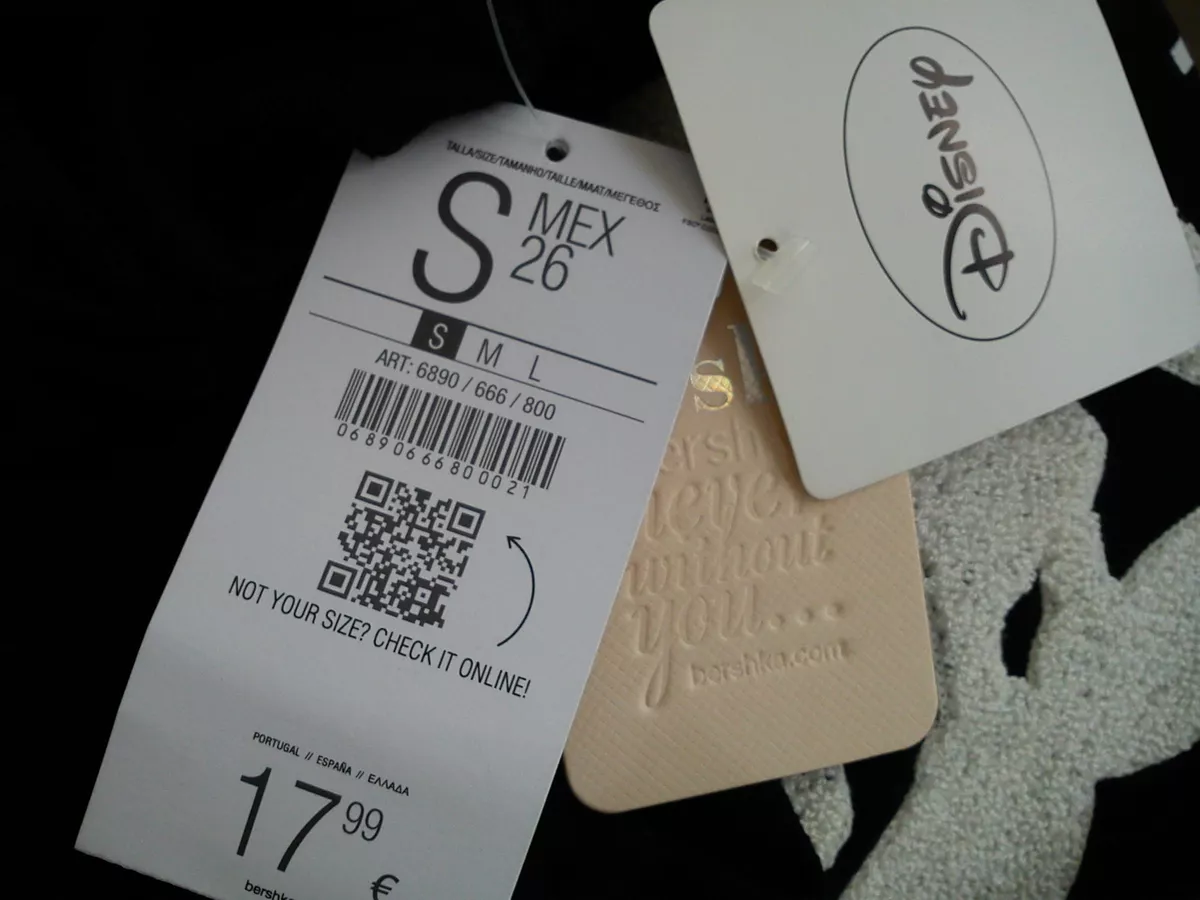 TALLA/SIZE/TAMANHO/TAILLE/MAAT/ΜΕΓΕΘΟΣ
S MEX
26
S M L
ART: 6890 / 666 / 800
06890666800021
NOT YOUR SIZE? CHECK IT ONLINE!
PORTUGAL // ESPAÑA // ΕΛΛΑΔΑ
17 99
€
bershka
Disney
never
without
you...
bershka.com